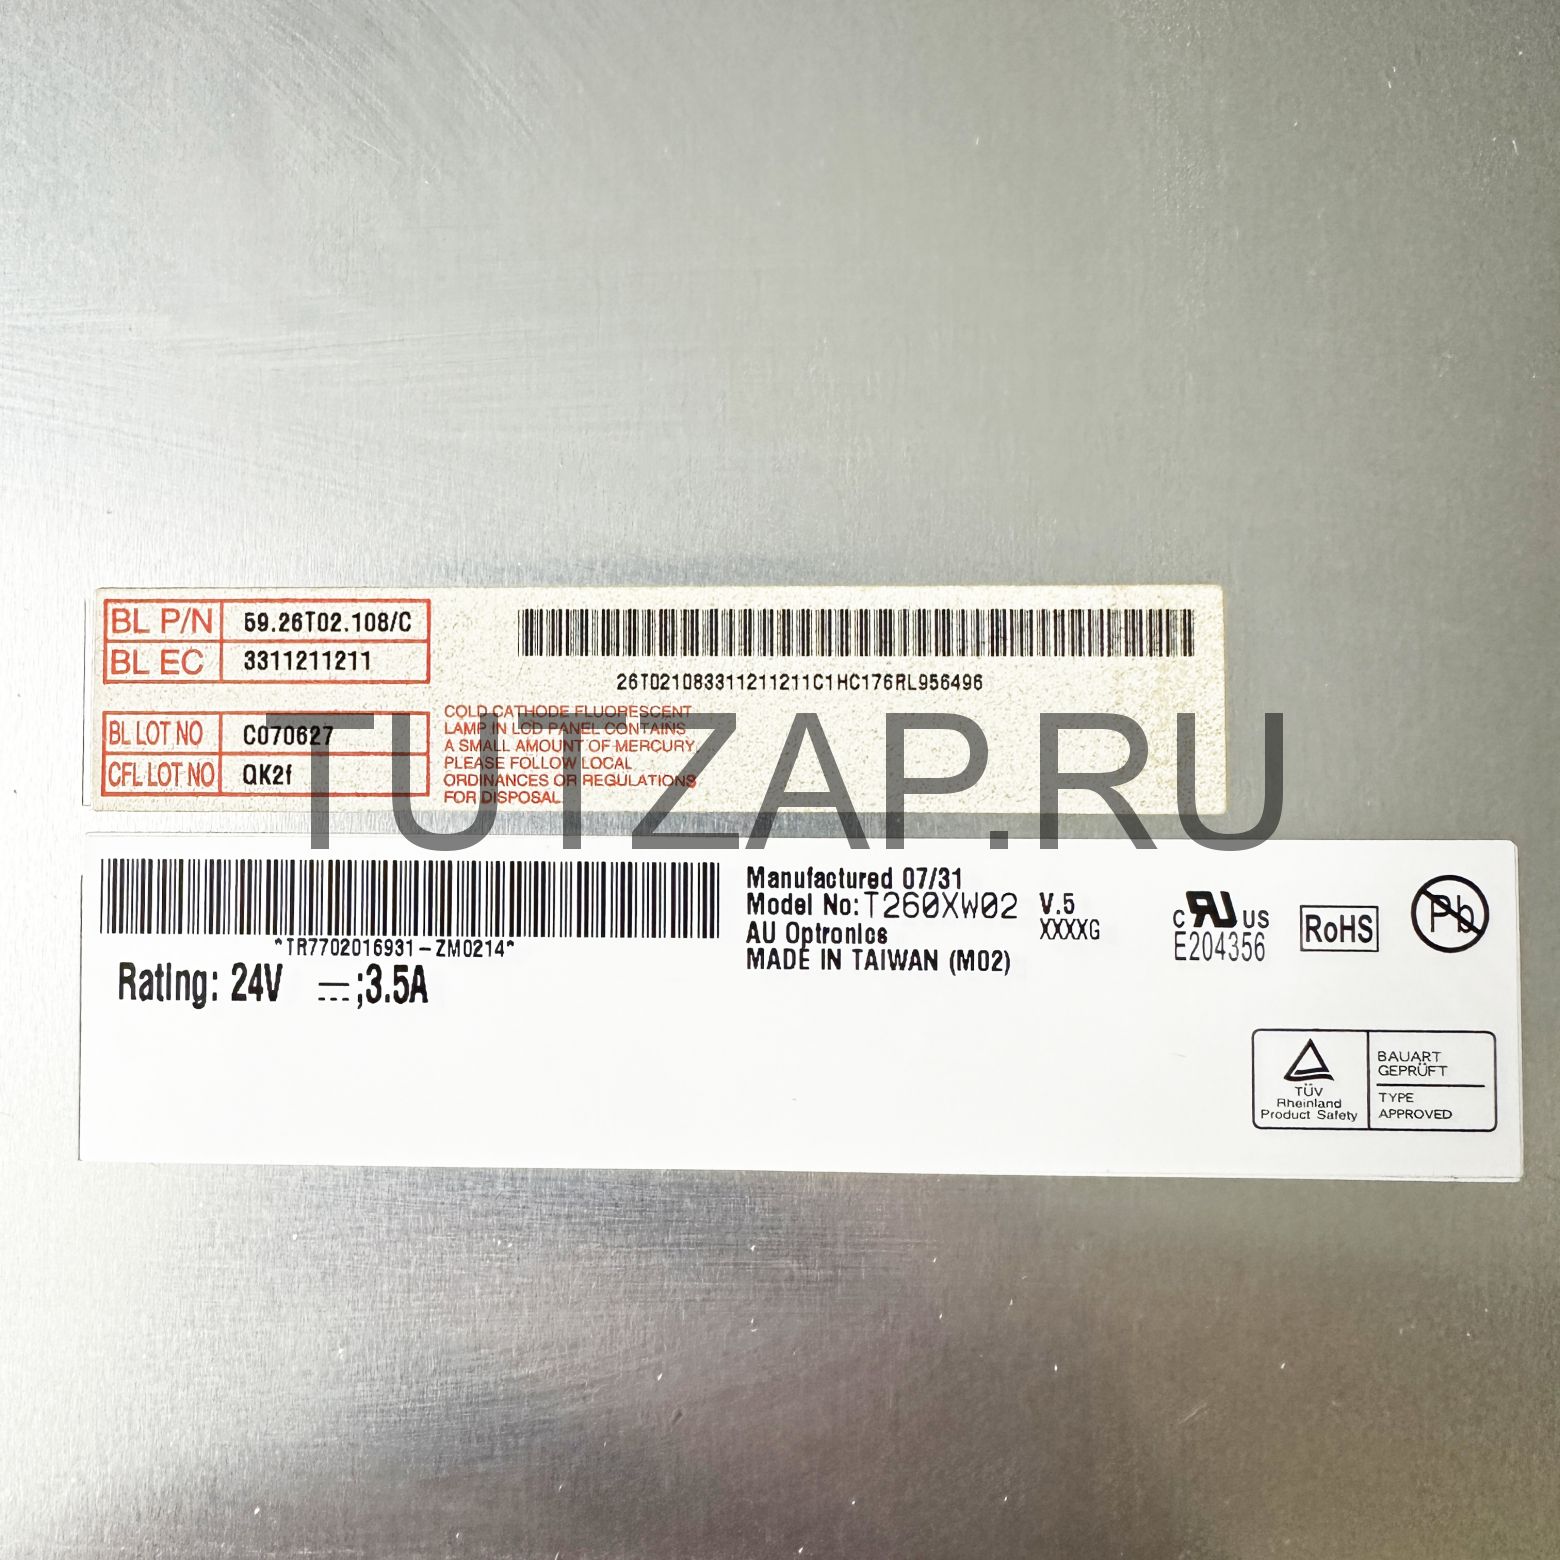 BL P/N 59.26T02.108/C
BL EC 3311211211
26T021083311211211C1HC176RL956496
BL LOT NO C070627
CFL LOT NO QK2f
COLD CATHODE FLUORESCENT
LAMP IN LCD PANEL CONTAINS
A SMALL AMOUNT OF MERCURY,
PLEASE FOLLOW LOCAL
ORDINANCES OR REGULATIONS
FOR DISPOSAL
TUTZAP.RU
*TR7702016931-ZM0214*
Rating: 24V ⎓;3.5A
Manufactured 07/31
Model No:T260XW02 V.5
XXXXG
AU Optronics
MADE IN TAIWAN (M02)
C RU US
E204356
RoHS
Pb
TÜV
Rheinland
Product Safety
BAUART
GEPRÜFT
TYPE
APPROVED